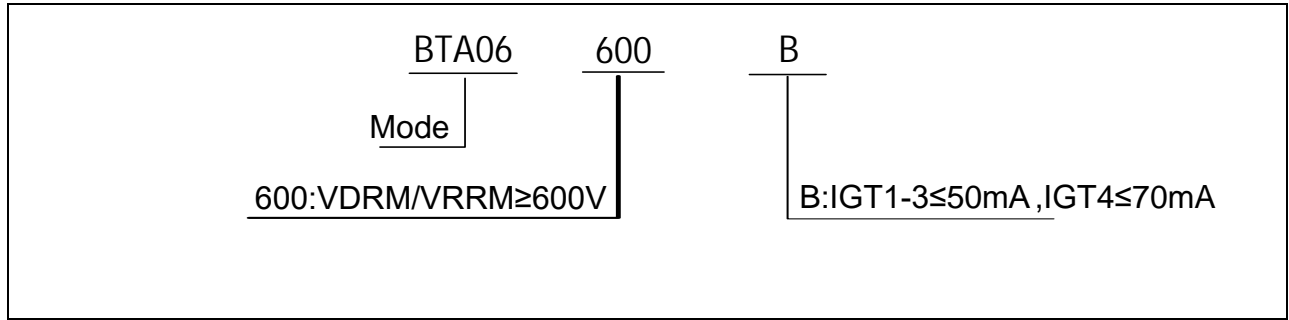 BTA06 600 B
Mode
600:VDRM/VRRM≥600V B:IGT1-3≤50mA ,IGT4≤70mA